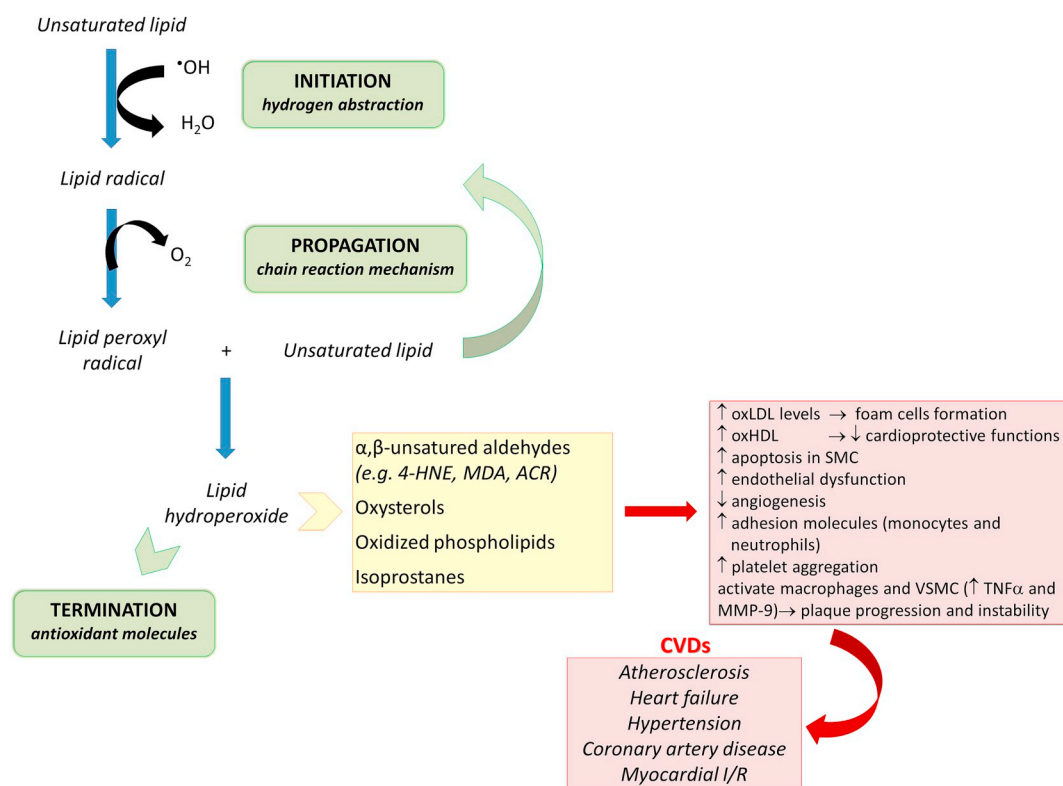 Unsaturated lipid
•OH
H₂O
INITIATION
hydrogen abstraction
Lipid radical
O₂
PROPAGATION
chain reaction mechanism
Lipid peroxyl
radical
+
Unsaturated lipid
Lipid
hydroperoxide
TERMINATION
antioxidant molecules
α,β-unsatured aldehydes
(e.g. 4-HNE, MDA, ACR)
Oxysterols
Oxidized phospholipids
Isoprostanes
↑ oxLDL levels → foam cells formation
↑ oxHDL → ↓ cardioprotective functions
↑ apoptosis in SMC
↑ endothelial dysfunction
↓ angiogenesis
↑ adhesion molecules (monocytes and
neutrophils)
↑ platelet aggregation
activate macrophages and VSMC (↑ TNFα and
MMP-9)→ plaque progression and instability
CVDs
Atherosclerosis
Heart failure
Hypertension
Coronary artery disease
Myocardial I/R